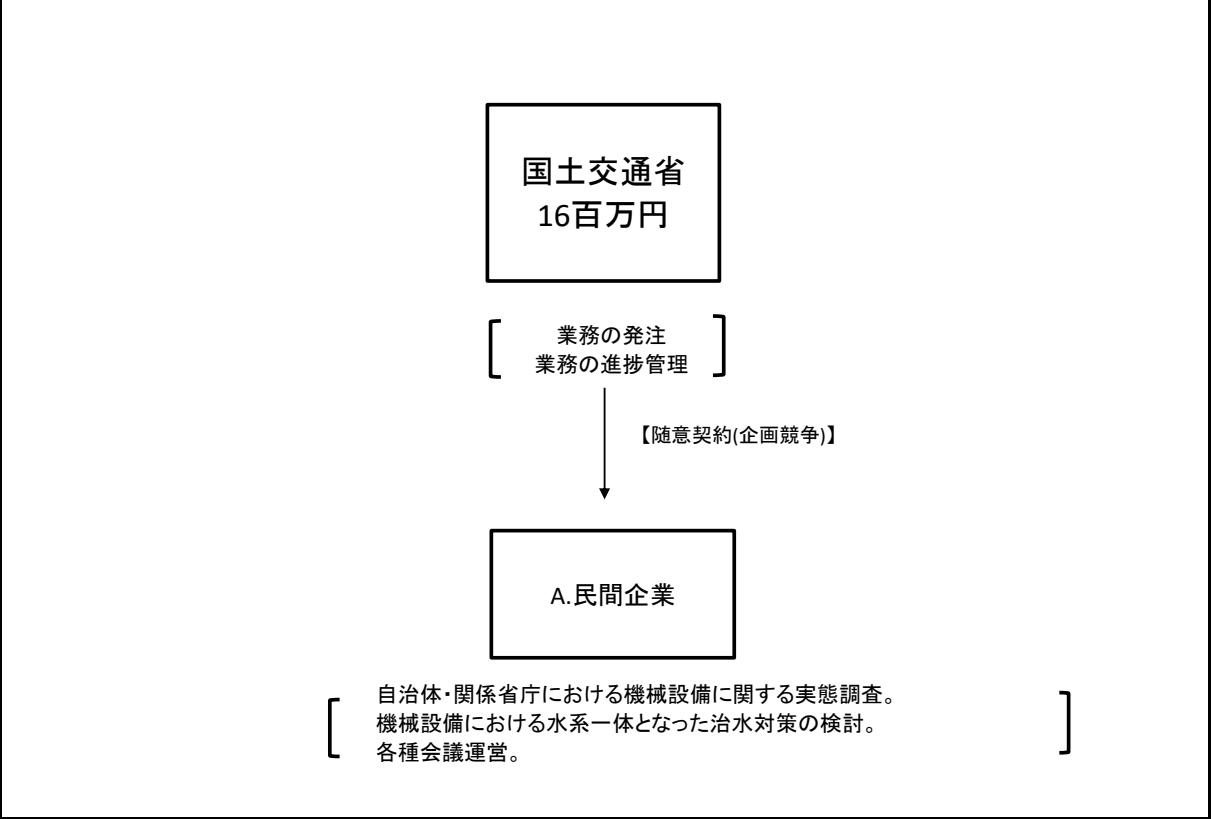 国土交通省
16百万円
業務の発注
業務の進捗管理
【随意契約(企画競争)】
A.民間企業
自治体・関係省庁における機械設備に関する実態調査。
機械設備における水系一体となった治水対策の検討。
各種会議運営。